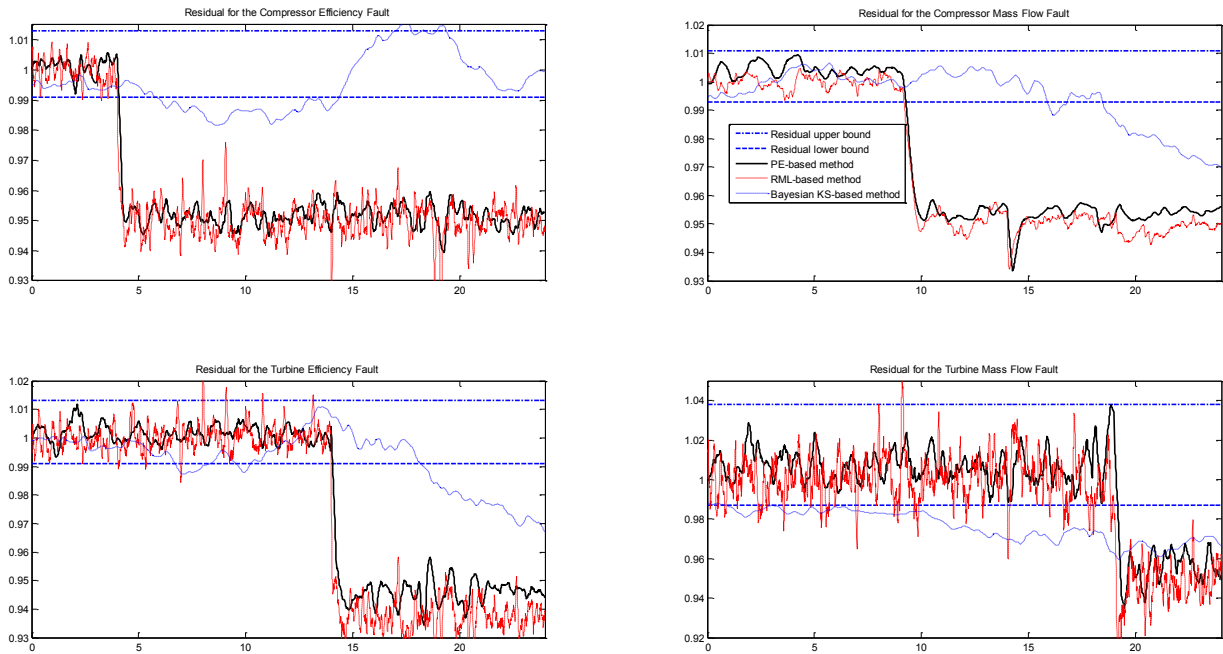 Residual for the Compressor Efficiency Fault
1.01
1
0.99
0.98
0.97
0.96
0.95
0.94
0.93
0 5 10 15 20
Residual for the Compressor Mass Flow Fault
1.02
1.01
1
0.99
0.98
0.97
0.96
0.95
0.94
0.93
Residual upper bound
Residual lower bound
PE-based method
RML-based method
Bayesian KS-based method
0 5 10 15 20
Residual for the Turbine Efficiency Fault
1.02
1.01
1
0.99
0.98
0.97
0.96
0.95
0.94
0.93
0 5 10 15 20
Residual for the Turbine Mass Flow Fault
1.04
1.02
1
0.98
0.96
0.94
0.92
0 5 10 15 20